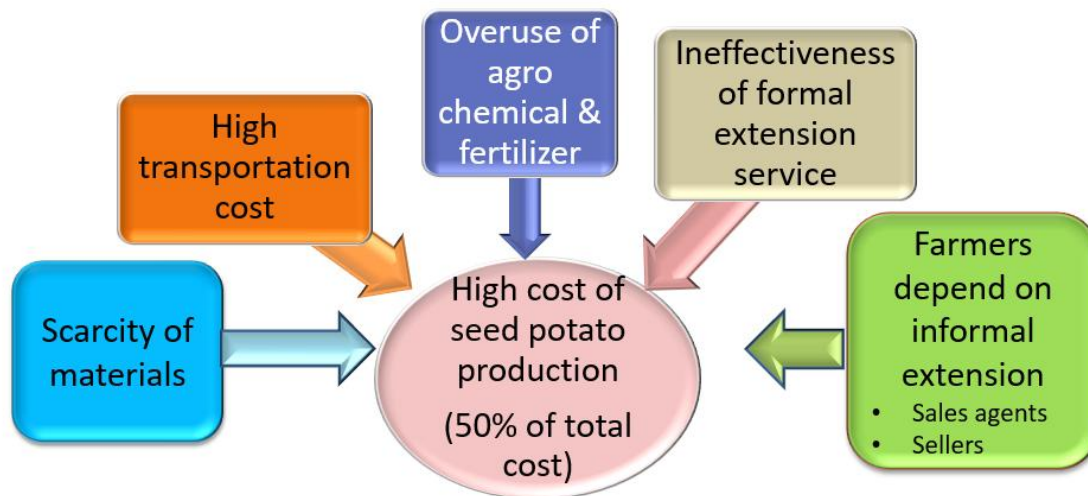 Scarcity of
materials
High
transportation
cost
Overuse of
agro
chemical &
fertilizer
Ineffectiveness
of formal
extension
service
Farmers
depend on
informal
extension
• Sales agents
• Sellers
High cost of
seed potato
production
(50% of total
cost)